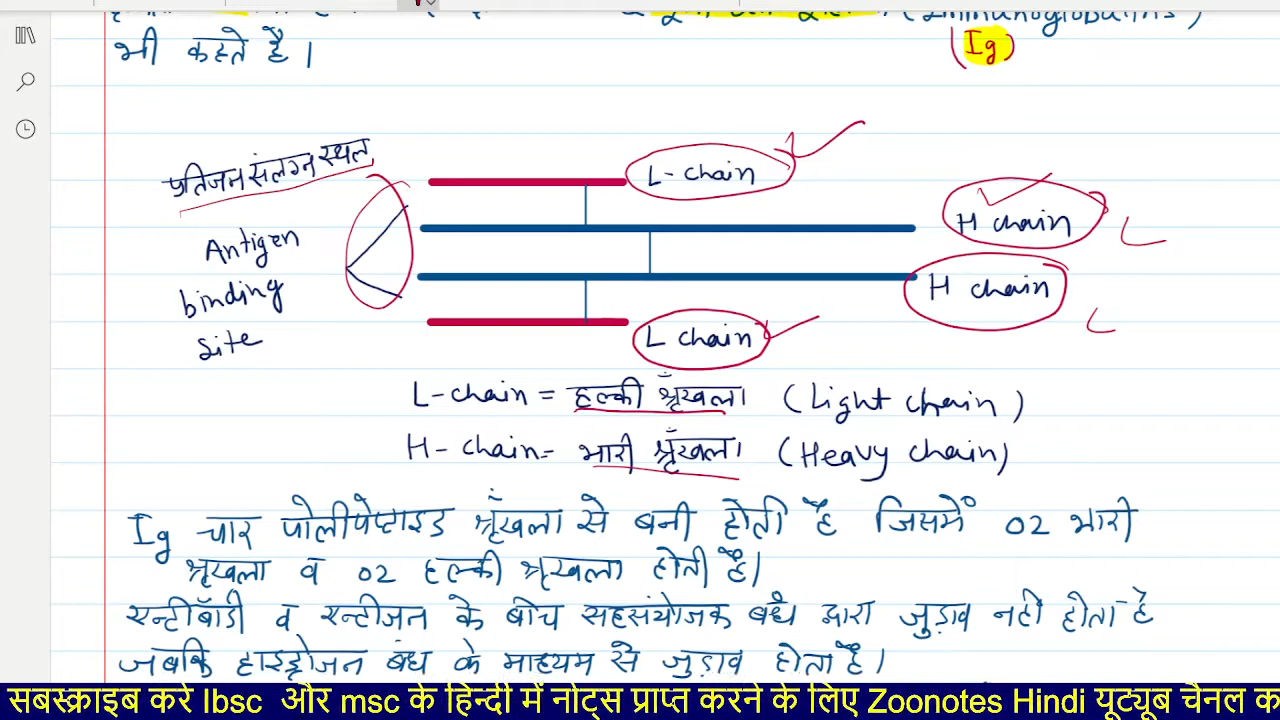 (Immunoglobulins)
भी कहते है। (Ig)
प्रतिजन संलग्न स्थल
L-chain
H chain
Antigen
binding
site
H chain
L chain
L-chain = हल्की श्रृंखला (Light chain)
H-chain= भारी श्रृंखला (Heavy chain)
Ig चार पोलीपेप्टाइड श्रृंखला से बनी होती है जिसमें 02 भारी
श्रृखला व 02 हल्की श्रृखला होती है।
एन्टीबॉडी व एन्टीजन के बीच सहसंयोजक बंध द्वारा जुड़ाव नही होता है
जबकि हाइड्रोजन बंध के माध्यम से जुड़ाव होता है।
सबस्क्राइब करे Ibsc और msc के हिन्दी में नोट्स प्राप्त करने के लिए Zoonotes Hindi यूट्यूब चैनल क